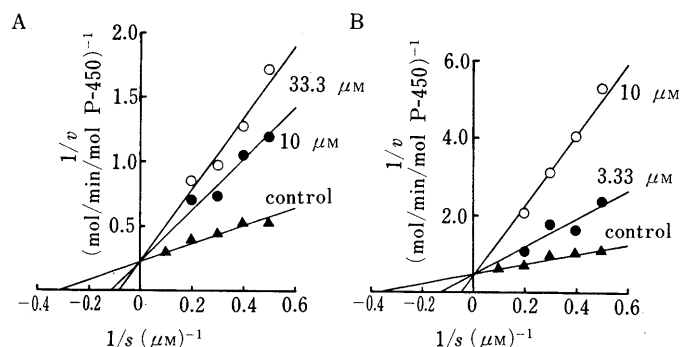 A
1/v
(mol/min/mol P-450)⁻¹
2.0
1.5
1.0
0.5
33.3 μM
10 μM
control
−0.4
−0.2
0
0.2
0.4
0.6
1/s (μM)⁻¹
B
1/v
(mol/min/mol P-450)⁻¹
6.0
4.0
2.0
10 μM
3.33 μM
control
−0.4
−0.2
0
0.2
0.4
0.6
1/s (μM)⁻¹